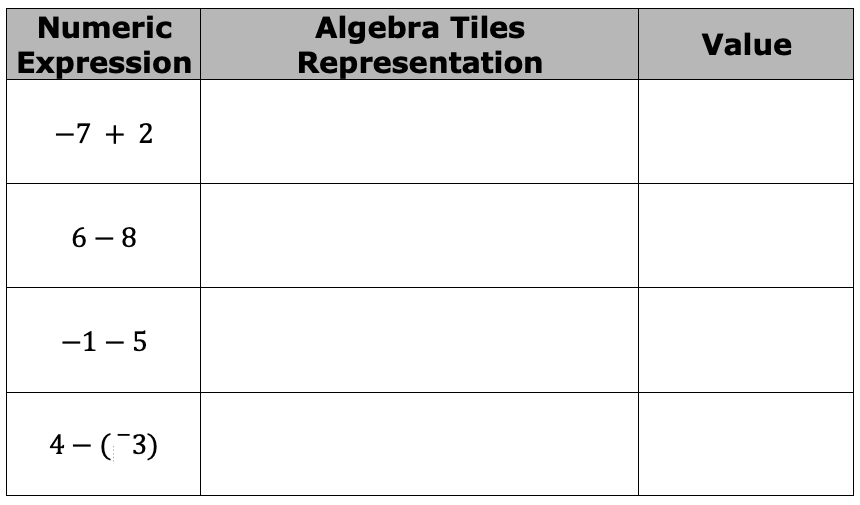 Numeric Expression
Algebra Tiles Representation
Value
−7 + 2
6 − 8
−1 − 5
4 − (⁻3)